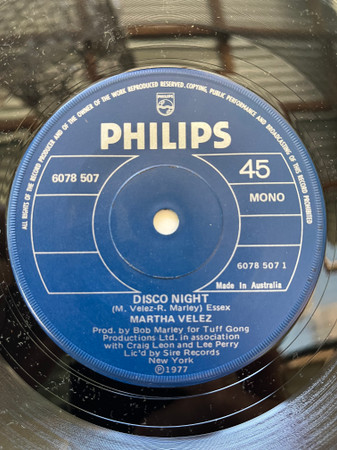 ALL RIGHTS OF THE RECORD PRODUCER AND OF THE OWNER OF THE WORK REPRODUCED RESERVED. COPYING, PUBLIC PERFORMANCE AND BROADCASTING OF THIS RECORD PROHIBITED
PHILIPS
PHILIPS
6078 507
45
MONO
6078 507 1
Made In Australia
DISCO NIGHT
(M. Velez-R. Marley) Essex
MARTHA VELEZ
Prod. by Bob Marley for Tuff Gong
Productions Ltd. in association
with Craig Leon and Lee Perry
Lic'd by Sire Records
New York
Ⓟ1977